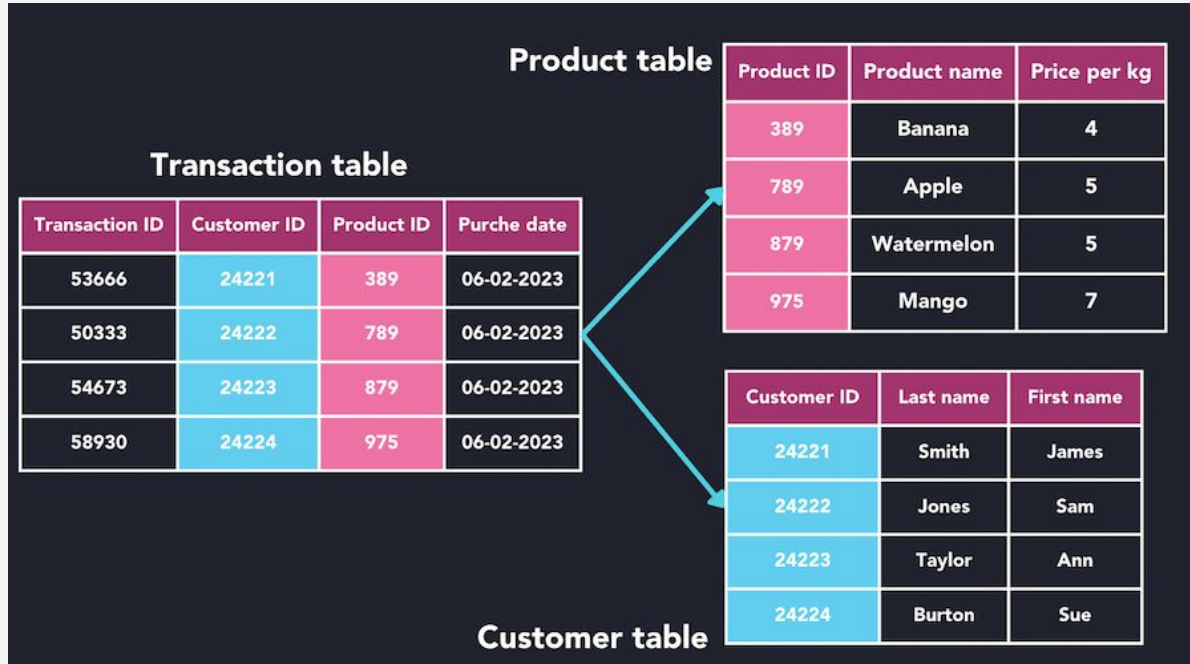 Product table
Product ID Product name Price per kg
389 Banana 4
789 Apple 5
879 Watermelon 5
975 Mango 7
Transaction table
Transaction ID Customer ID Product ID Purche date
53666 24221 389 06-02-2023
50333 24222 789 06-02-2023
54673 24223 879 06-02-2023
58930 24224 975 06-02-2023
Customer ID Last name First name
24221 Smith James
24222 Jones Sam
24223 Taylor Ann
24224 Burton Sue
Customer table